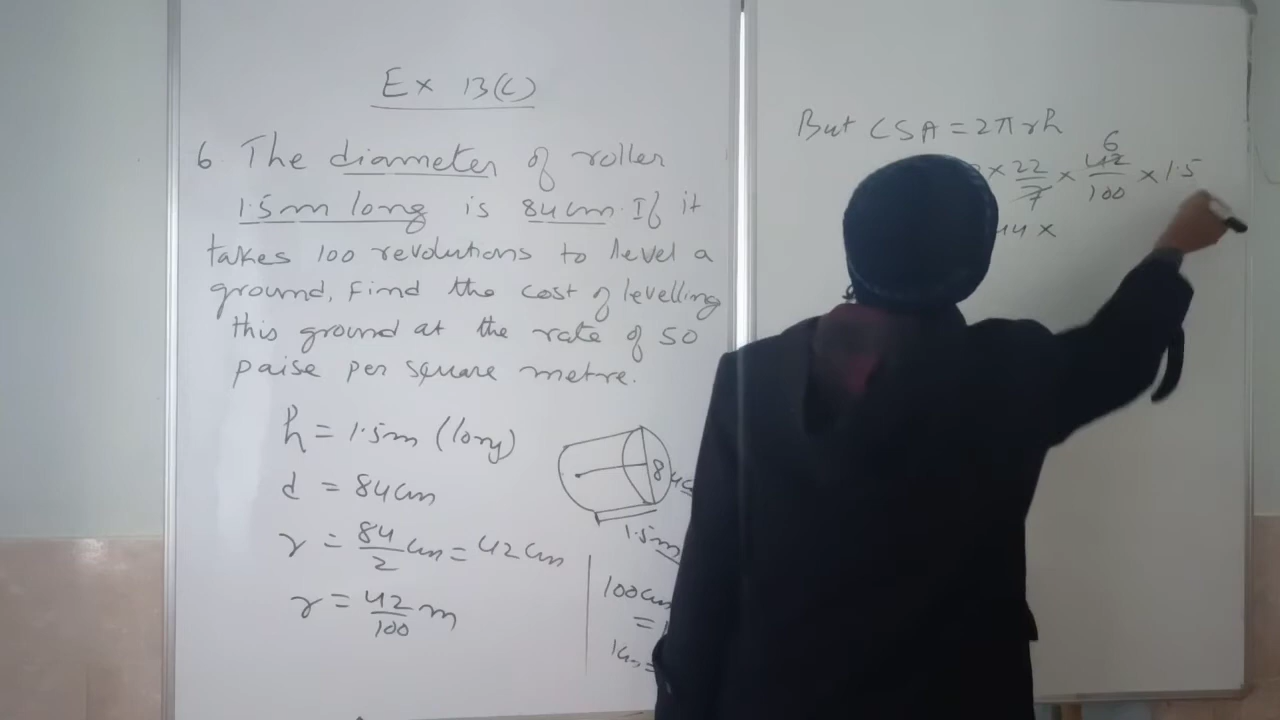 Ex 13(C)
6 The diameter of roller
1.5m long is 84cm. If it
takes 100 revolutions to level a
ground, Find the cost of levelling
this ground at the rate of 50
paise per square metre.
h = 1.5m (long)
d = 84cm
r = 84/2 cm = 42cm
r = 42/100 m
84
1.5m
100cm
=
But CSA = 2πrh
× 22/7 × 42/100 × 1.5
6
44 ×